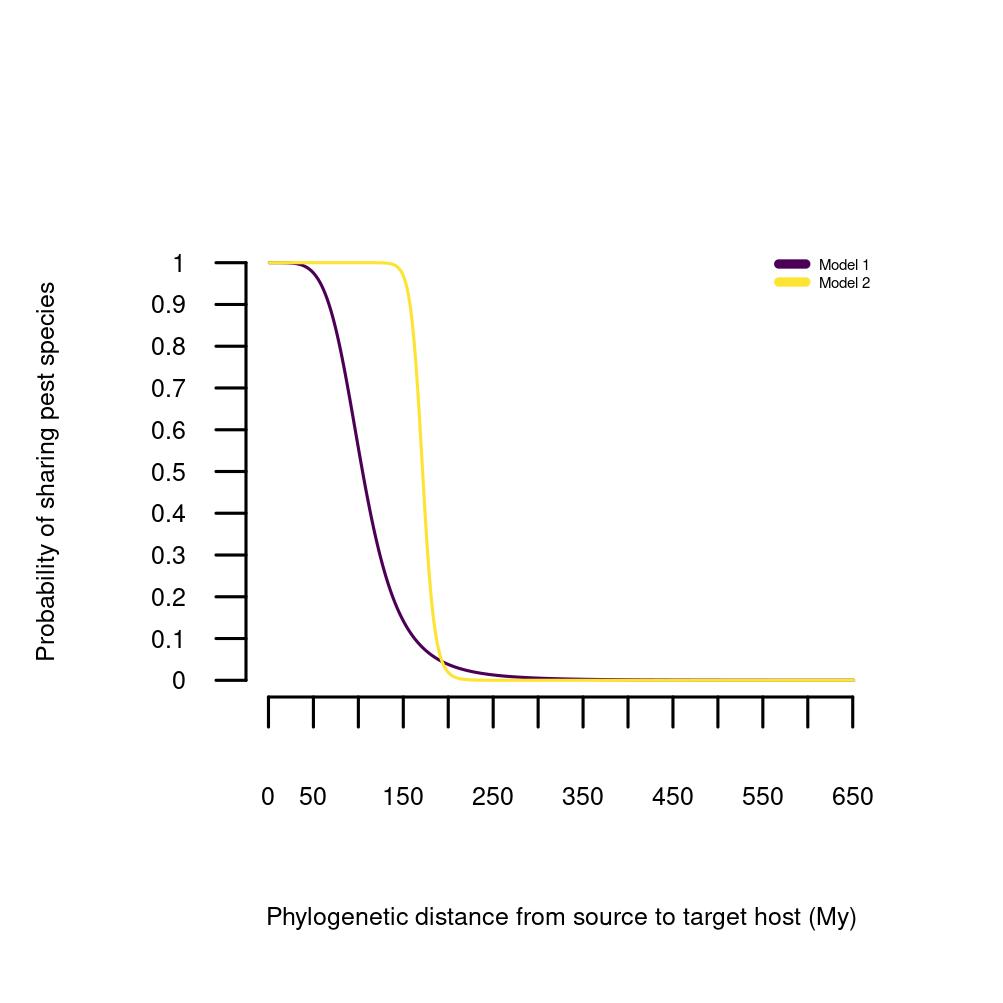 Probability of sharing pest species
1
0.9
0.8
0.7
0.6
0.5
0.4
0.3
0.2
0.1
0
Model 1
Model 2
0 50 150 250 350 450 550 650
Phylogenetic distance from source to target host (My)